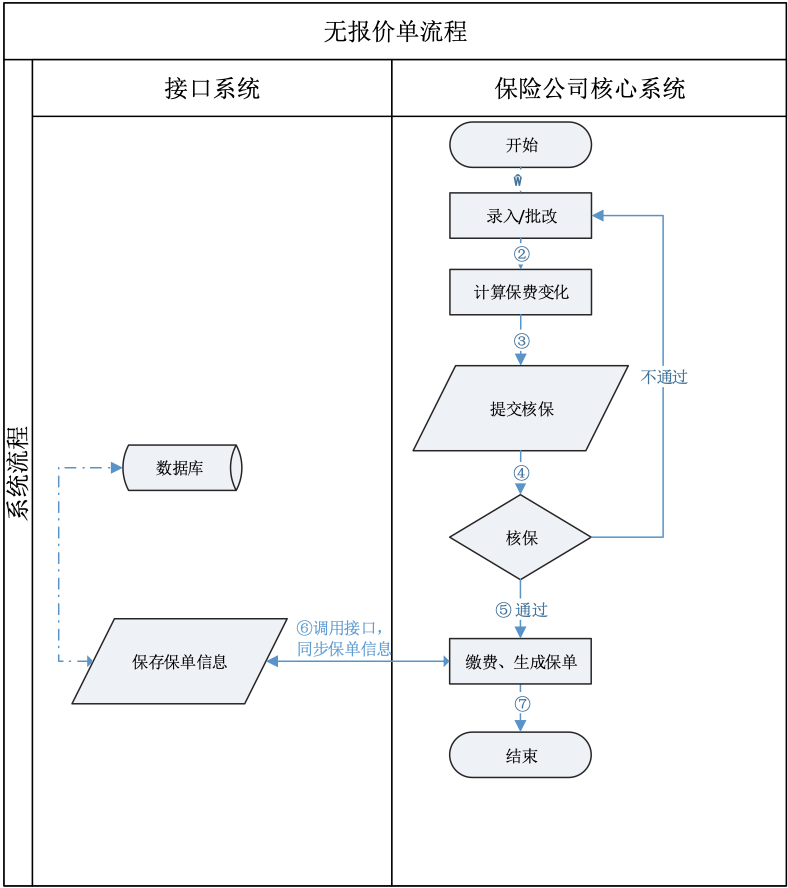 无报价单流程
接口系统
保险公司核心系统
系统流程
开始
录入/批改
②
计算保费变化
③
提交核保
不通过
④
数据库
核保
⑤通过
⑥调用接口，
同步保单信息
保存保单信息
缴费、生成保单
⑦
结束